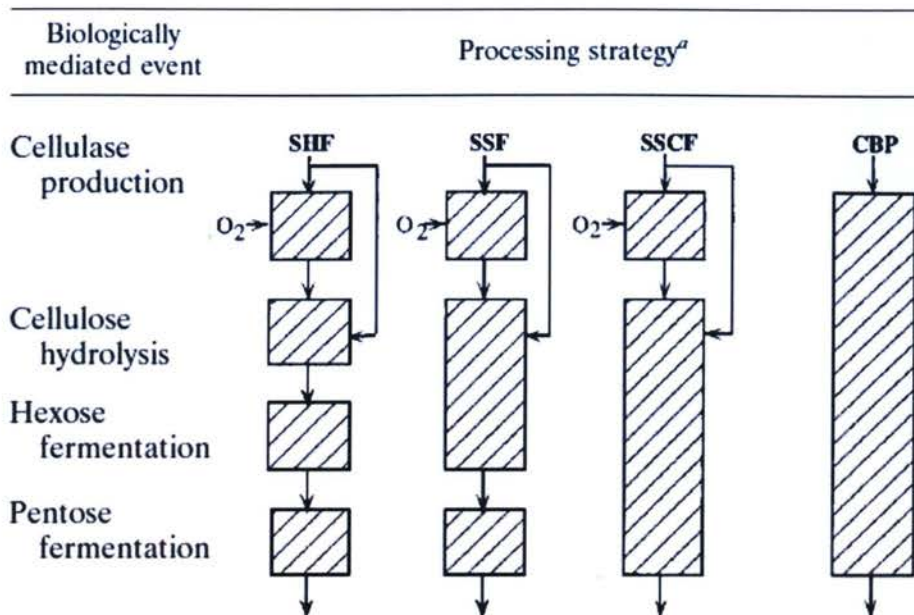 Biologically
mediated event
Processing strategyᵃ
Cellulase
production
SHF
SSF
SSCF
CBP
O₂
O₂
O₂
Cellulose
hydrolysis
Hexose
fermentation
Pentose
fermentation